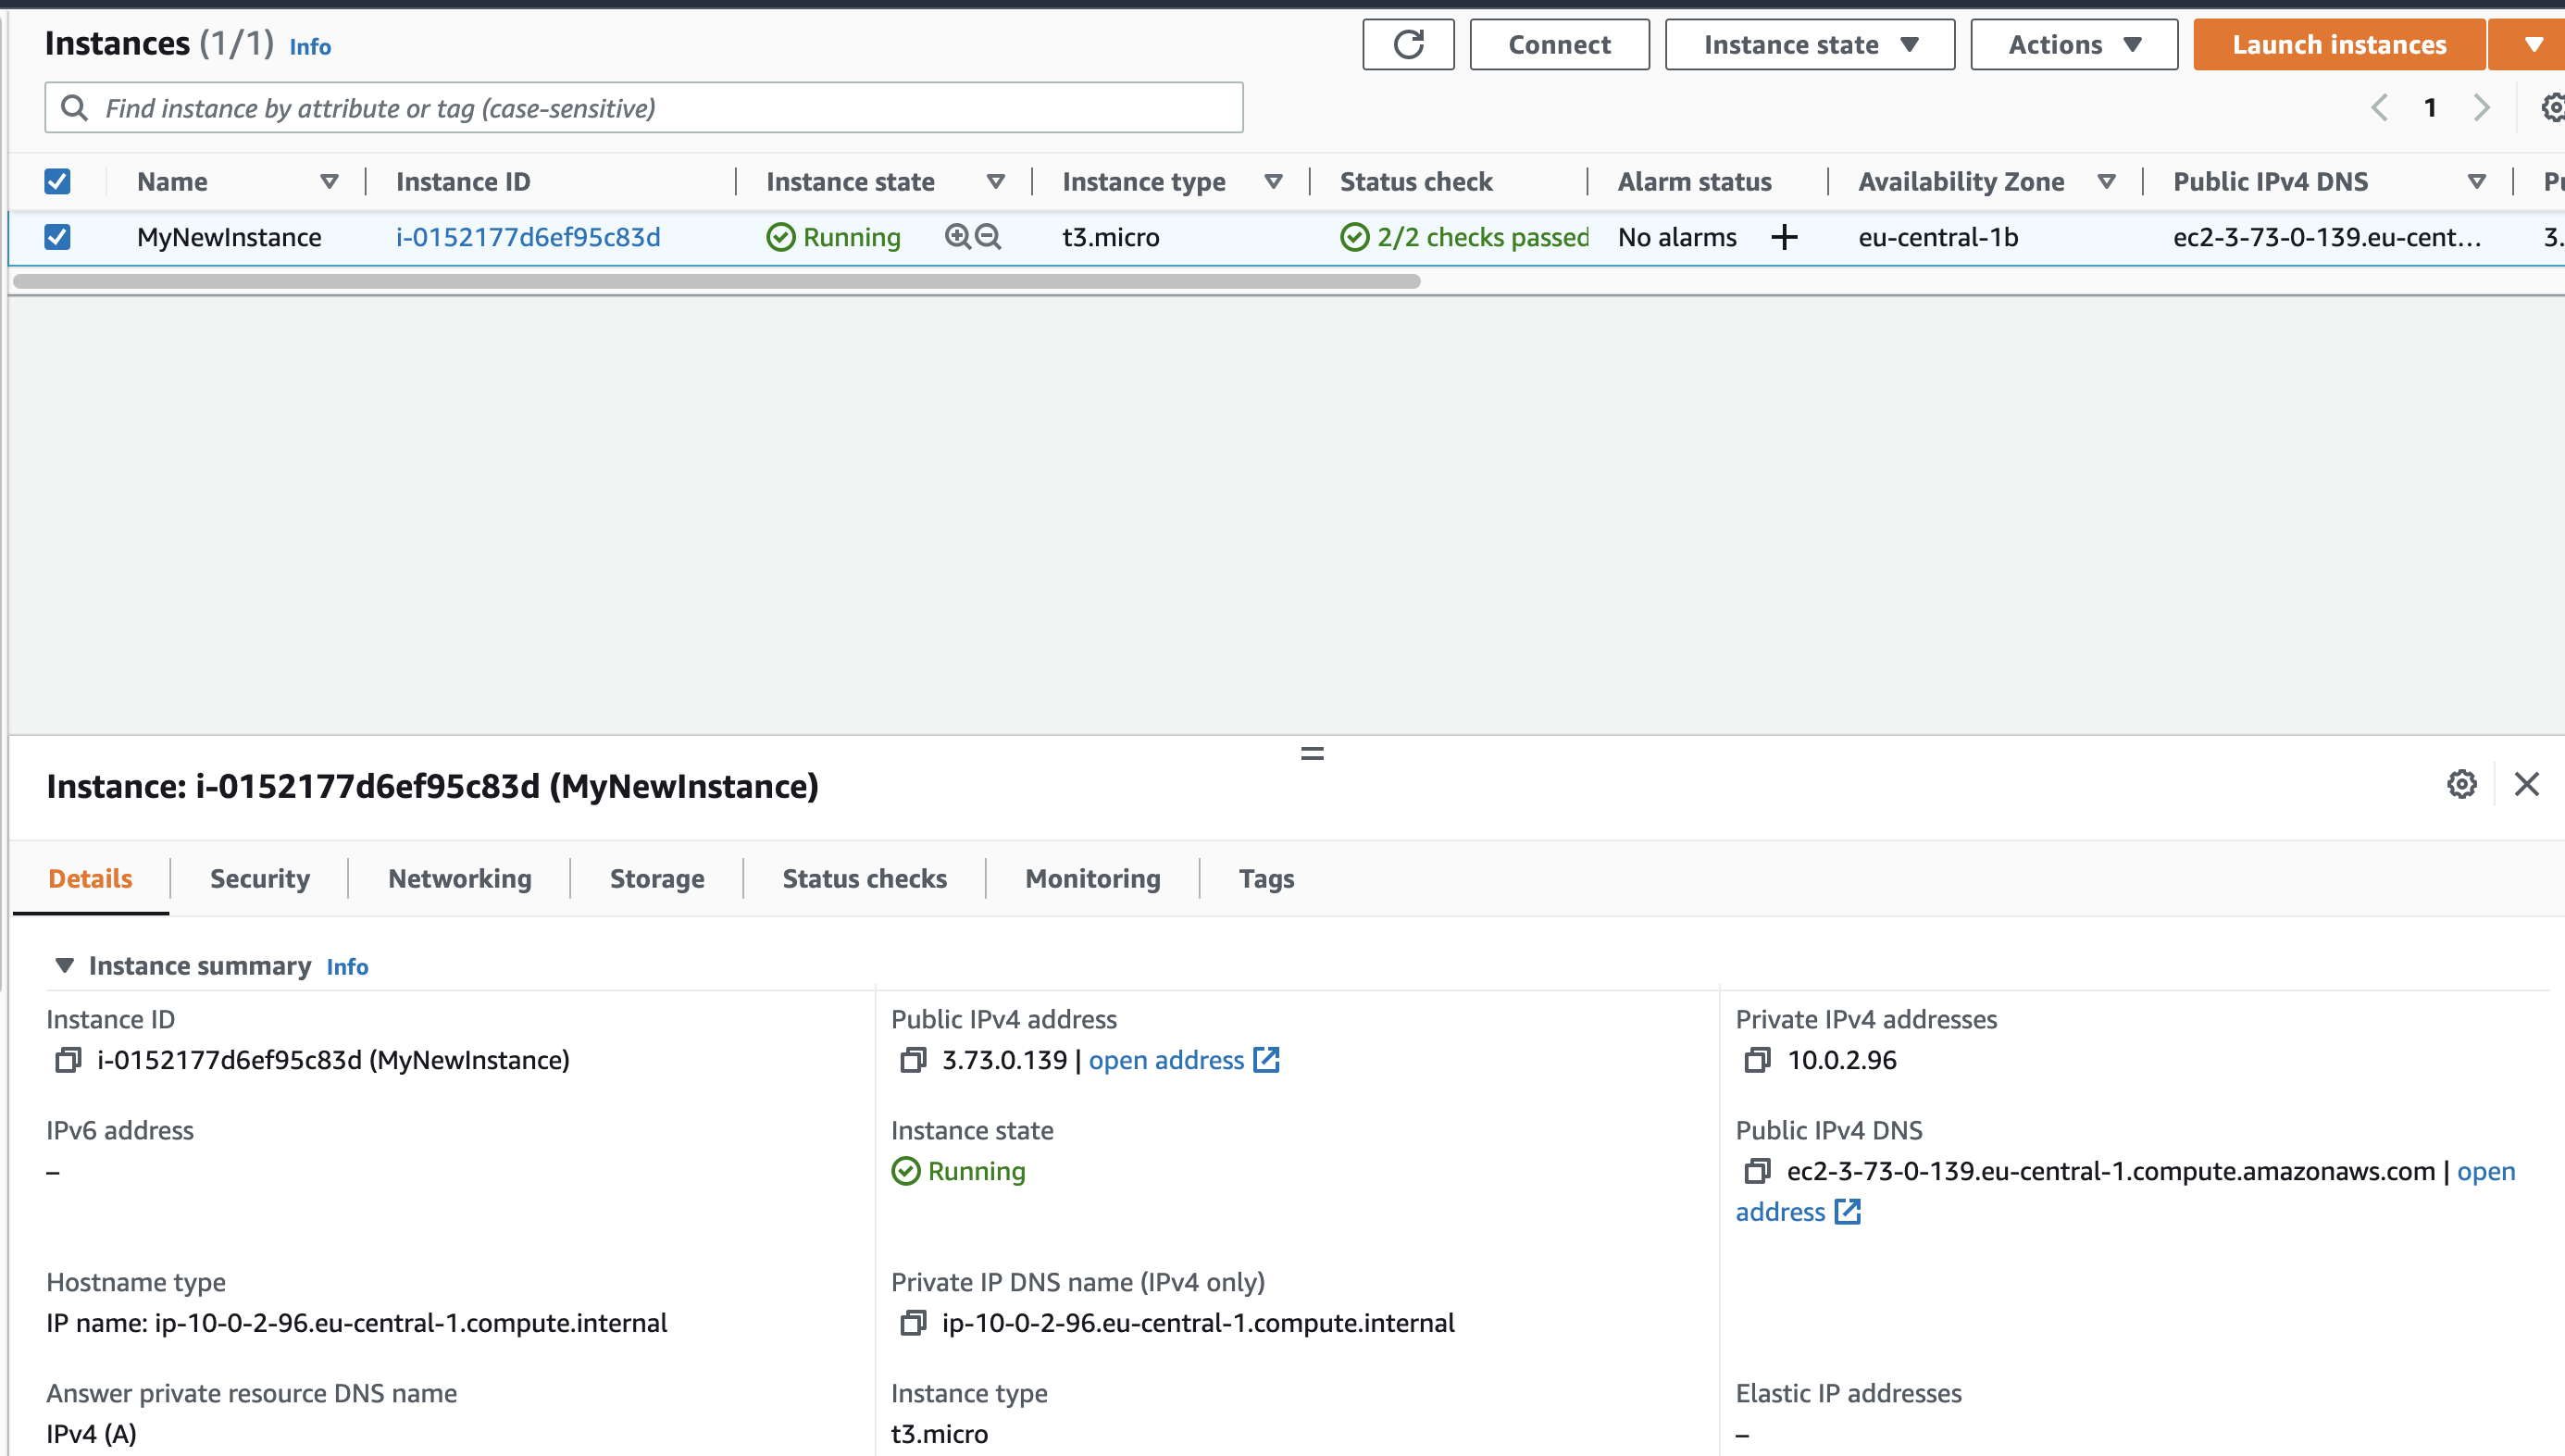 Instances (1/1) Info
Connect
Instance state
Actions
Launch instances
Find instance by attribute or tag (case-sensitive)
1
Name Instance ID Instance state Instance type Status check Alarm status Availability Zone Public IPv4 DNS
MyNewInstance i-0152177d6ef95c83d Running t3.micro 2/2 checks passed No alarms + eu-central-1b ec2-3-73-0-139.eu-cent... 3.
Instance: i-0152177d6ef95c83d (MyNewInstance)
Details Security Networking Storage Status checks Monitoring Tags
Instance summary Info
Instance ID
i-0152177d6ef95c83d (MyNewInstance)
Public IPv4 address
3.73.0.139 | open address
Private IPv4 addresses
10.0.2.96
IPv6 address
–
Instance state
Running
Public IPv4 DNS
ec2-3-73-0-139.eu-central-1.compute.amazonaws.com | open
address
Hostname type
IP name: ip-10-0-2-96.eu-central-1.compute.internal
Private IP DNS name (IPv4 only)
ip-10-0-2-96.eu-central-1.compute.internal
Answer private resource DNS name
IPv4 (A)
Instance type
t3.micro
Elastic IP addresses
–